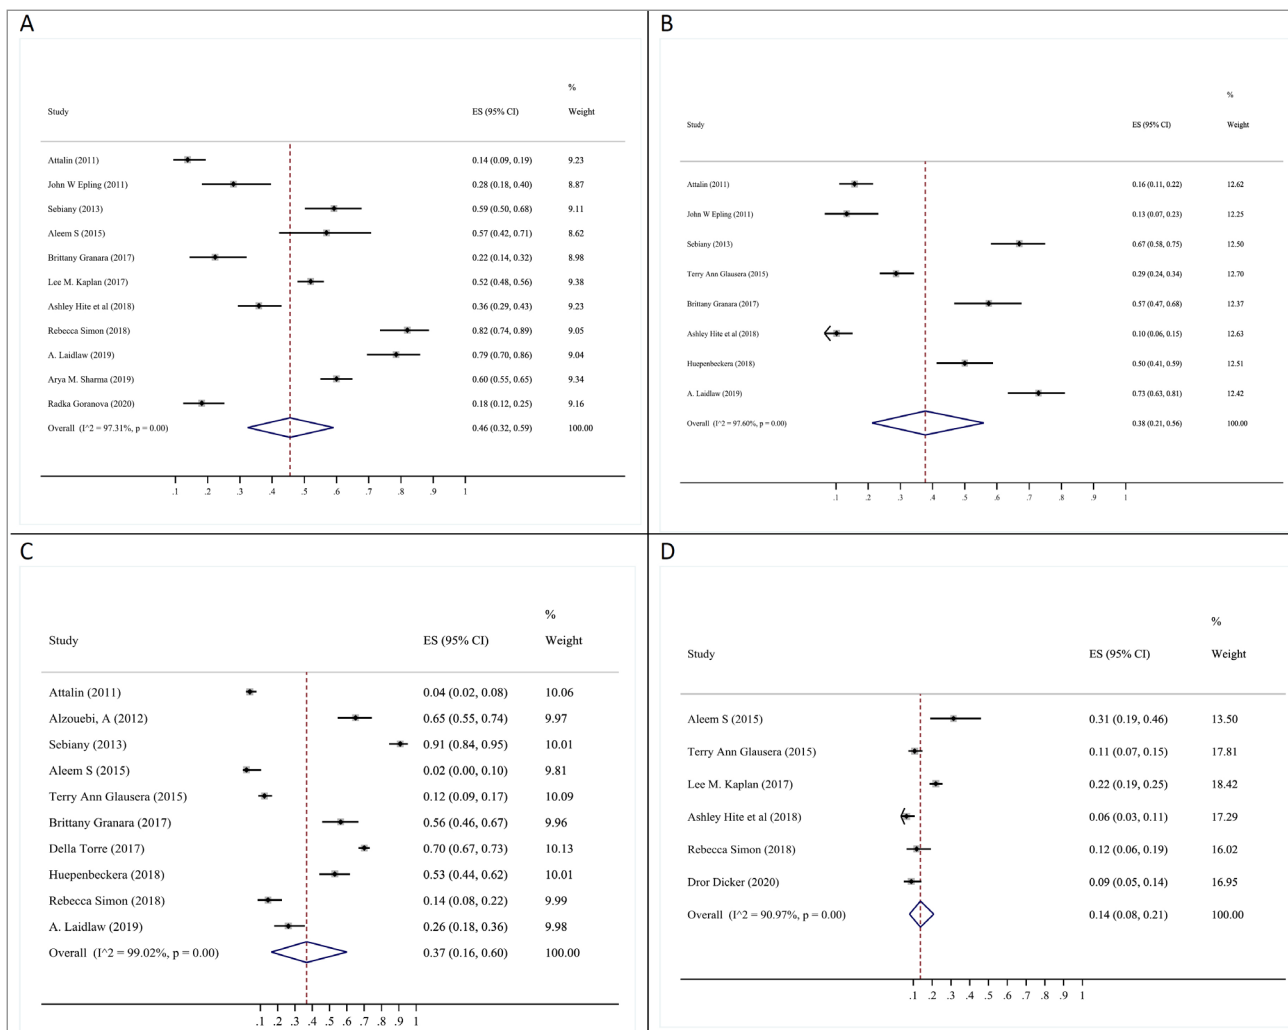 A
%
Study ES (95% CI) Weight
Attalin (2011) 0.14 (0.09, 0.19) 9.23
John W Epling (2011) 0.28 (0.18, 0.40) 8.87
Sebiany (2013) 0.59 (0.50, 0.68) 9.11
Aleem S (2015) 0.57 (0.42, 0.71) 8.62
Brittany Granara (2017) 0.22 (0.14, 0.32) 8.98
Lee M. Kaplan (2017) 0.52 (0.48, 0.56) 9.38
Ashley Hite et al (2018) 0.36 (0.29, 0.43) 9.23
Rebecca Simon (2018) 0.82 (0.74, 0.89) 9.05
A. Laidlaw (2019) 0.79 (0.70, 0.86) 9.04
Arya M. Sharma (2019) 0.60 (0.55, 0.65) 9.34
Radka Goranova (2020) 0.18 (0.12, 0.25) 9.16
Overall (I^2 = 97.31%, p = 0.00) 0.46 (0.32, 0.59) 100.00
.1 .2 .3 .4 .5 .6 .7 .8 .9 1
B
%
Study ES (95% CI) Weight
Attalin (2011) 0.16 (0.11, 0.22) 12.62
John W Epling (2011) 0.13 (0.07, 0.23) 12.25
Sebiany (2013) 0.67 (0.58, 0.75) 12.50
Terry Ann Glausera (2015) 0.29 (0.24, 0.34) 12.70
Brittany Granara (2017) 0.57 (0.47, 0.68) 12.37
Ashley Hite et al (2018) 0.10 (0.06, 0.15) 12.63
Huepenbeckera (2018) 0.50 (0.41, 0.59) 12.51
A. Laidlaw (2019) 0.73 (0.63, 0.81) 12.42
Overall (I^2 = 97.60%, p = 0.00) 0.38 (0.21, 0.56) 100.00
.1 .2 .3 .4 .5 .6 .7 .8 .9 1
C
%
Study ES (95% CI) Weight
Attalin (2011) 0.04 (0.02, 0.08) 10.06
Alzouebi, A (2012) 0.65 (0.55, 0.74) 9.97
Sebiany (2013) 0.91 (0.84, 0.95) 10.01
Aleem S (2015) 0.02 (0.00, 0.10) 9.81
Terry Ann Glausera (2015) 0.12 (0.09, 0.17) 10.09
Brittany Granara (2017) 0.56 (0.46, 0.67) 9.96
Della Torre (2017) 0.70 (0.67, 0.73) 10.13
Huepenbeckera (2018) 0.53 (0.44, 0.62) 10.01
Rebecca Simon (2018) 0.14 (0.08, 0.22) 9.99
A. Laidlaw (2019) 0.26 (0.18, 0.36) 9.98
Overall (I^2 = 99.02%, p = 0.00) 0.37 (0.16, 0.60) 100.00
.1 .2 .3 .4 .5 .6 .7 .8 .9 1
D
%
Study ES (95% CI) Weight
Aleem S (2015) 0.31 (0.19, 0.46) 13.50
Terry Ann Glausera (2015) 0.11 (0.07, 0.15) 17.81
Lee M. Kaplan (2017) 0.22 (0.19, 0.25) 18.42
Ashley Hite et al (2018) 0.06 (0.03, 0.11) 17.29
Rebecca Simon (2018) 0.12 (0.06, 0.19) 16.02
Dror Dicker (2020) 0.09 (0.05, 0.14) 16.95
Overall (I^2 = 90.97%, p = 0.00) 0.14 (0.08, 0.21) 100.00
.1 .2 .3 .4 .5 .6 .7 .8 .9 1